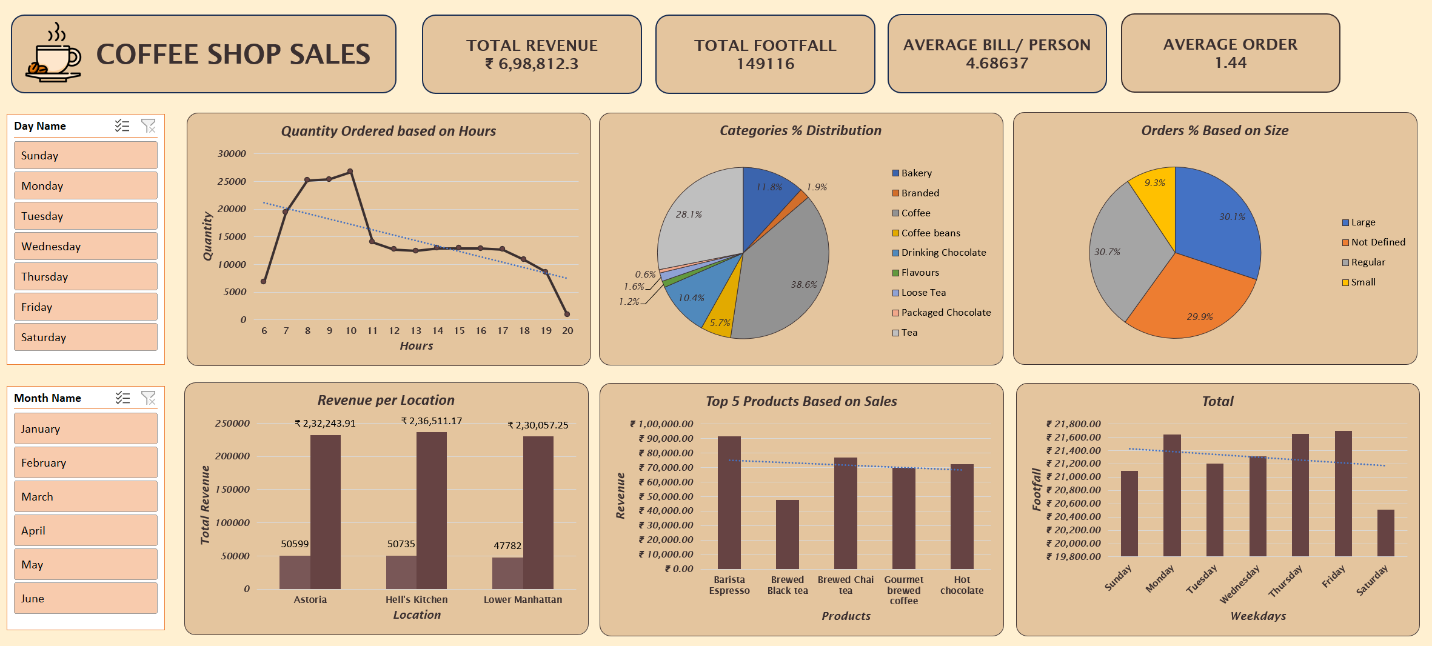 COFFEE SHOP SALES
TOTAL REVENUE
₹ 6,98,812.3
TOTAL FOOTFALL
149116
AVERAGE BILL/ PERSON
4.68637
AVERAGE ORDER
1.44
Day Name
Sunday
Monday
Tuesday
Wednesday
Thursday
Friday
Saturday
Quantity Ordered based on Hours
Quantity
30000
25000
20000
15000
10000
5000
0
6 7 8 9 10 11 12 13 14 15 16 17 18 19 20
Hours
Categories % Distribution
11.8%
1.9%
38.6%
5.7%
10.4%
1.2%
1.6%
0.6%
28.1%
Bakery
Branded
Coffee
Coffee beans
Drinking Chocolate
Flavours
Loose Tea
Packaged Chocolate
Tea
Orders % Based on Size
30.1%
29.9%
30.7%
9.3%
Large
Not Defined
Regular
Small
Month Name
January
February
March
April
May
June
Revenue per Location
Total Revenue
250000
200000
150000
100000
50000
0
50599
₹ 2,32,243.91
50735
₹ 2,36,511.17
47782
₹ 2,30,057.25
Astoria
Hell's Kitchen
Lower Manhattan
Location
Top 5 Products Based on Sales
Revenue
₹ 1,00,000.00
₹ 90,000.00
₹ 80,000.00
₹ 70,000.00
₹ 60,000.00
₹ 50,000.00
₹ 40,000.00
₹ 30,000.00
₹ 20,000.00
₹ 10,000.00
₹ 0.00
Barista
Espresso
Brewed
Black tea
Brewed Chai
tea
Gourmet
brewed
coffee
Hot
chocolate
Products
Total
Footfall
₹ 21,800.00
₹ 21,600.00
₹ 21,400.00
₹ 21,200.00
₹ 21,000.00
₹ 20,800.00
₹ 20,600.00
₹ 20,400.00
₹ 20,200.00
₹ 20,000.00
₹ 19,800.00
Sunday
Monday
Tuesday
Wednesday
Thursday
Friday
Saturday
Weekdays